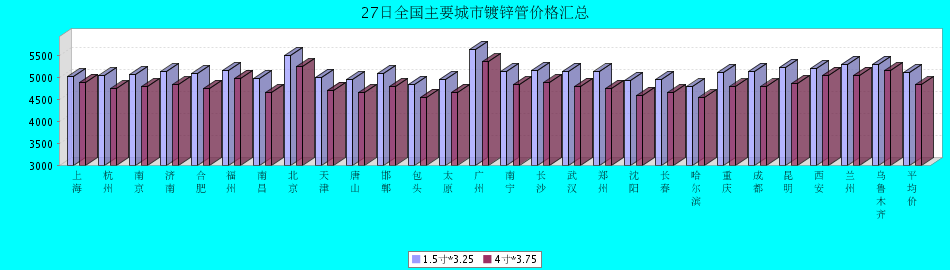 27日全国主要城市镀锌管价格汇总
5500
5000
4500
4000
3500
3000
上海 杭州 南京 济南 合肥 福州 南昌 北京 天津 唐山 邯郸 包头 太原 广州 南宁 长沙 武汉 郑州 沈阳 长春 哈尔滨 重庆 成都 昆明 西安 兰州 乌鲁木齐 平均价
1.5寸*3.25 4寸*3.75